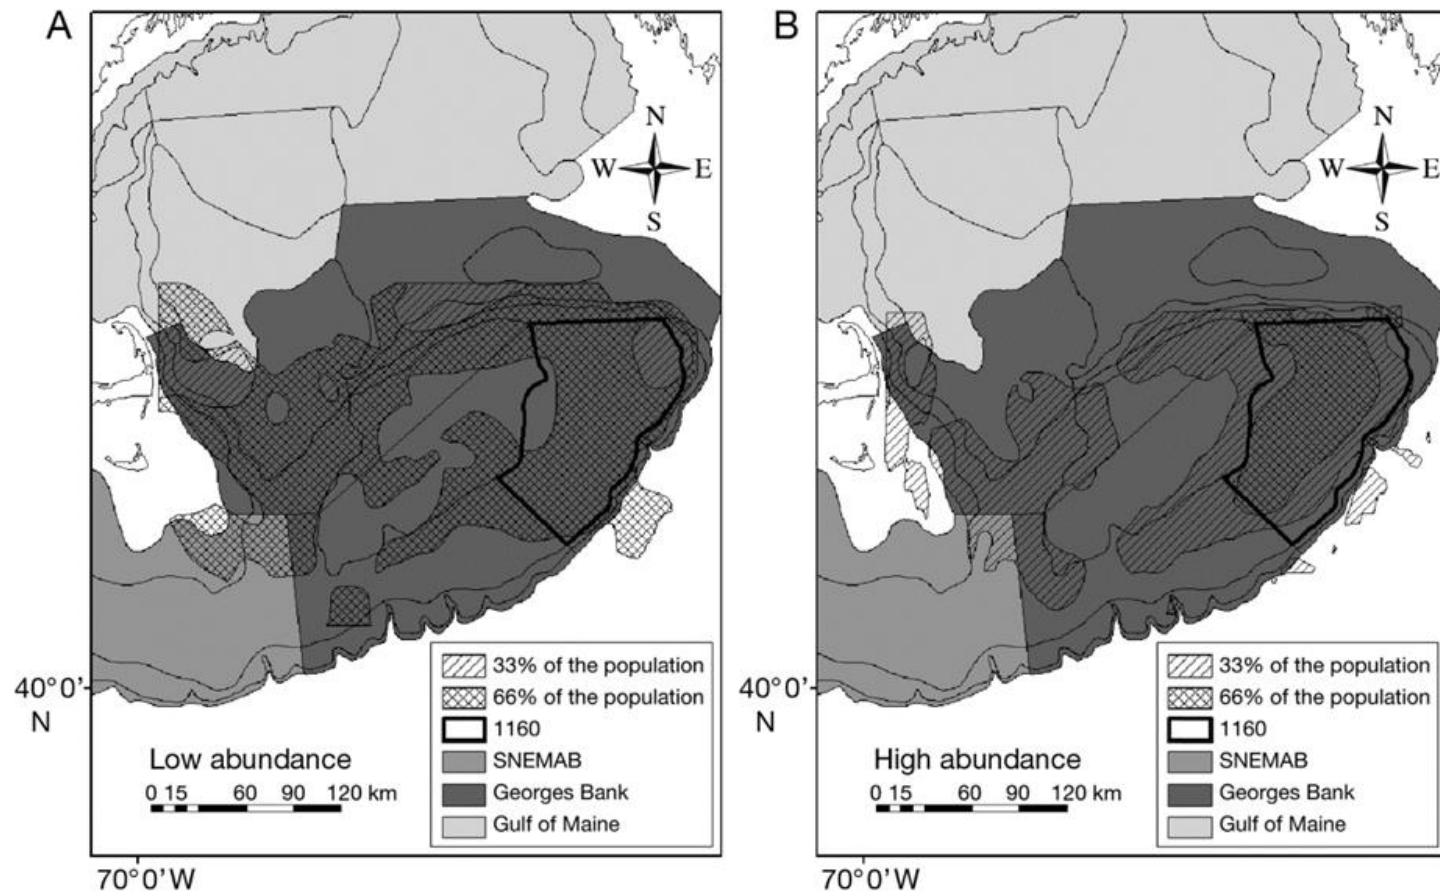 A
N
W E
S
40°0'
N
33% of the population
66% of the population
1160
SNEMAB
Georges Bank
Gulf of Maine
Low abundance
0 15 60 90 120 km
70°0'W
B
N
W E
S
40°0'
N
33% of the population
66% of the population
1160
SNEMAB
Georges Bank
Gulf of Maine
High abundance
0 15 60 90 120 km
70°0'W